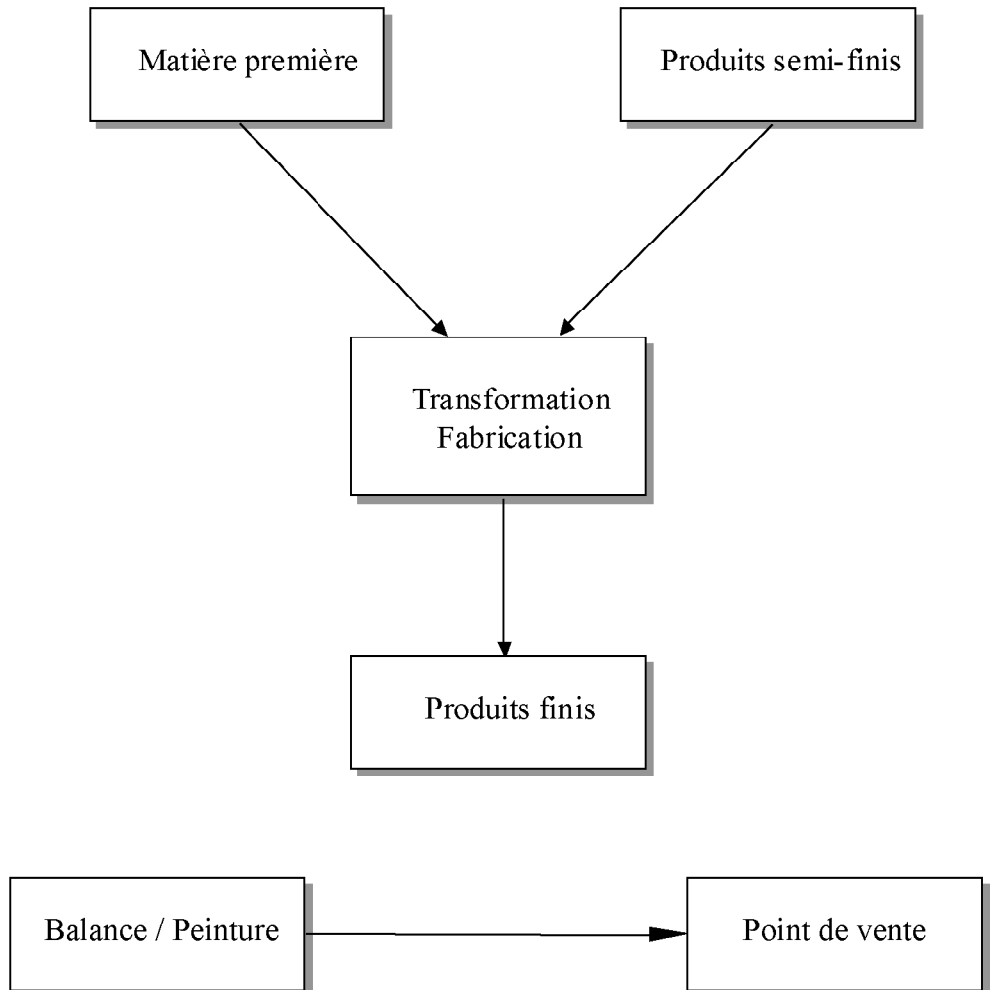 Matière première
Produits semi-finis
Transformation
Fabrication
Produits finis
Balance / Peinture
Point de vente